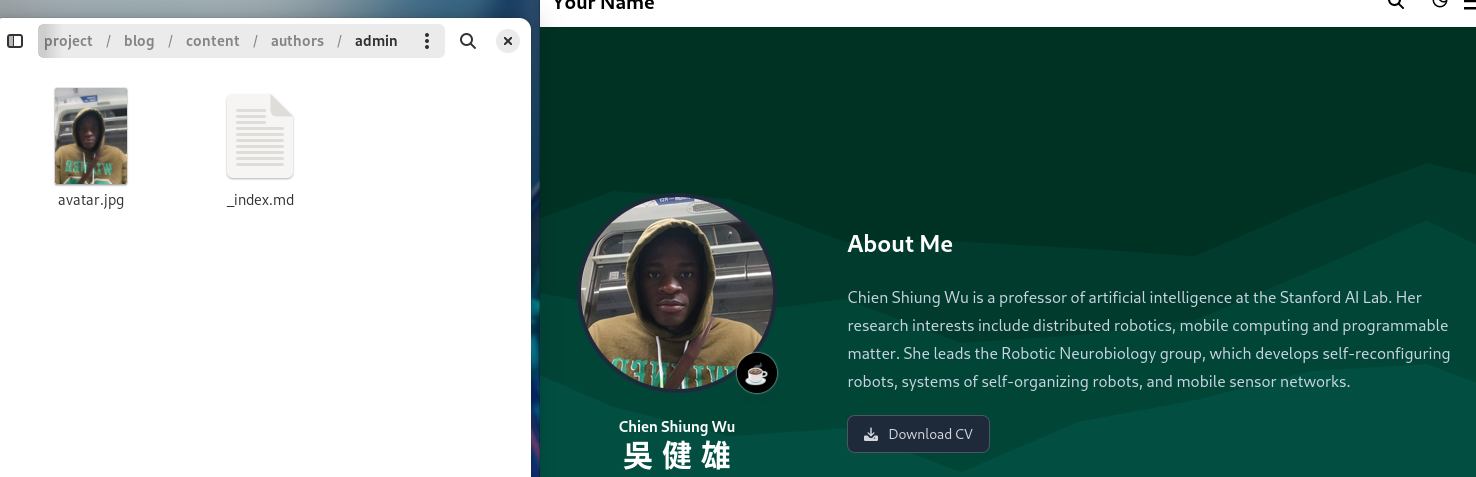 project / blog / content / authors / admin
avatar.jpg
_index.md
Your Name
About Me
Chien Shiung Wu is a professor of artificial intelligence at the Stanford AI Lab. Her
research interests include distributed robotics, mobile computing and programmable
matter. She leads the Robotic Neurobiology group, which develops self-reconfiguring
robots, systems of self-organizing robots, and mobile sensor networks.
Download CV
Chien Shiung Wu
吳健雄